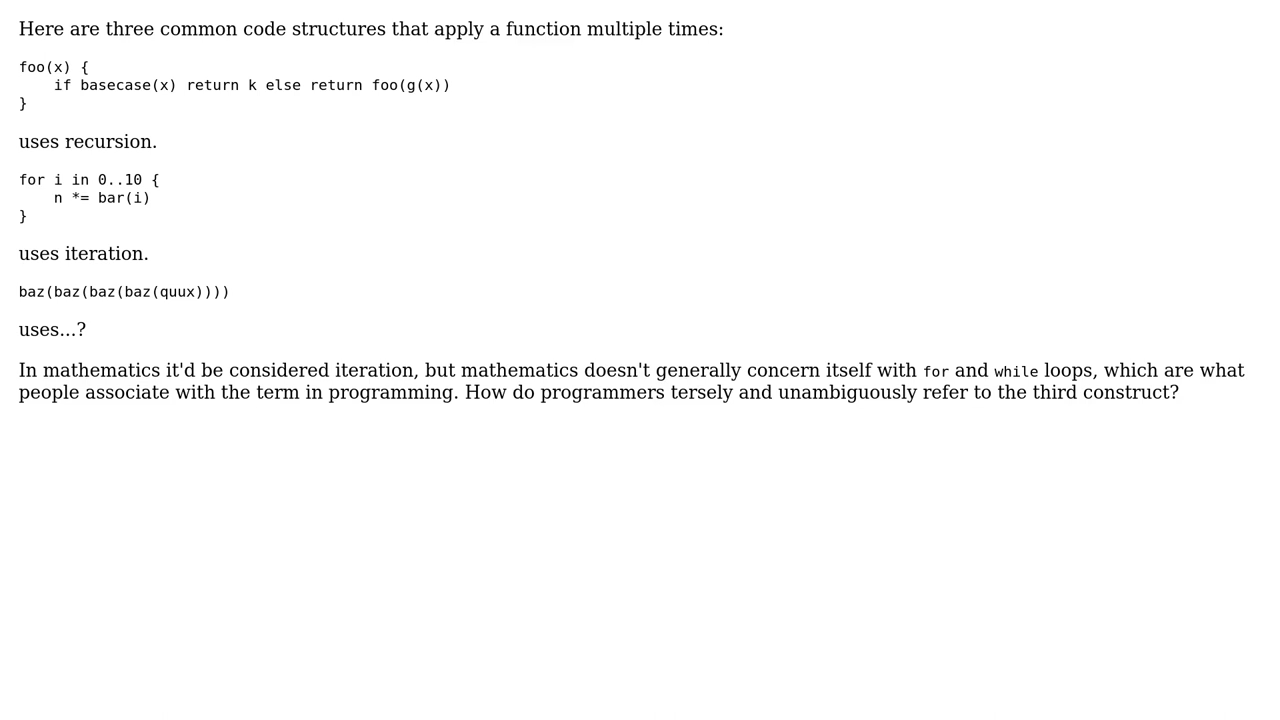 Here are three common code structures that apply a function multiple times:
foo(x) {
    if basecase(x) return k else return foo(g(x))
}
uses recursion.
for i in 0..10 {
    n *= bar(i)
}
uses iteration.
baz(baz(baz(baz(quux))))
uses...?
In mathematics it'd be considered iteration, but mathematics doesn't generally concern itself with for and while loops, which are what
people associate with the term in programming. How do programmers tersely and unambiguously refer to the third construct?